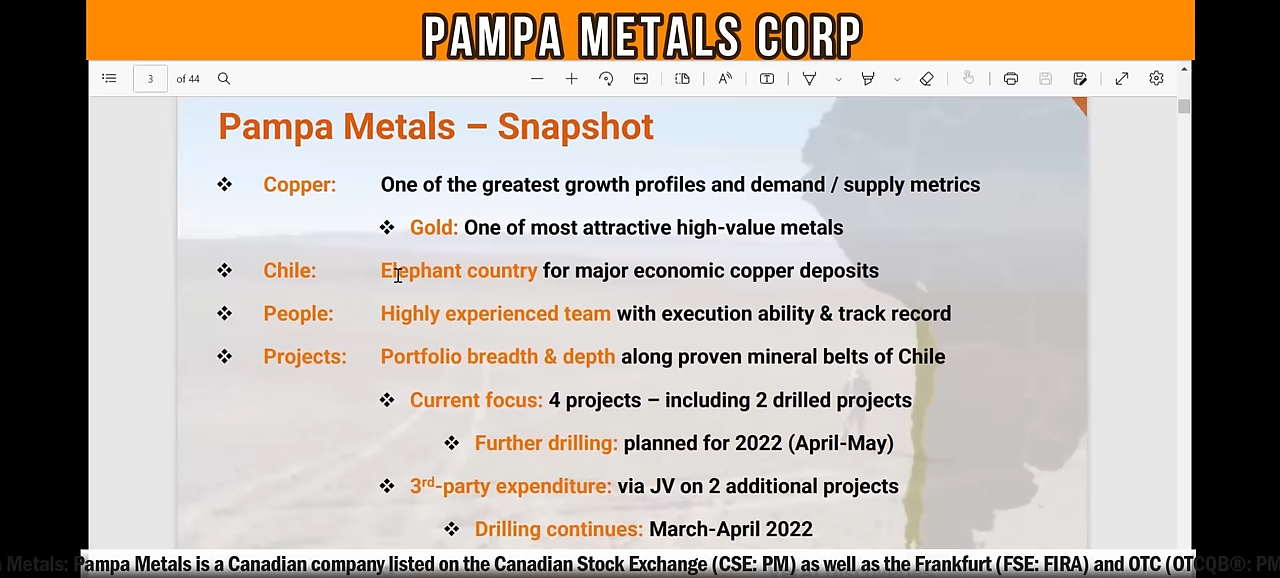 PAMPA METALS CORP
3 of 44
Pampa Metals – Snapshot
❖ Copper: One of the greatest growth profiles and demand / supply metrics
❖ Gold: One of most attractive high-value metals
❖ Chile: Elephant country for major economic copper deposits
❖ People: Highly experienced team with execution ability & track record
❖ Projects: Portfolio breadth & depth along proven mineral belts of Chile
❖ Current focus: 4 projects – including 2 drilled projects
❖ Further drilling: planned for 2022 (April-May)
❖ 3rd-party expenditure: via JV on 2 additional projects
❖ Drilling continues: March-April 2022
Metals: Pampa Metals is a Canadian company listed on the Canadian Stock Exchange (CSE: PM) as well as the Frankfurt (FSE: FIRA) and OTC (OTCQB®: PM